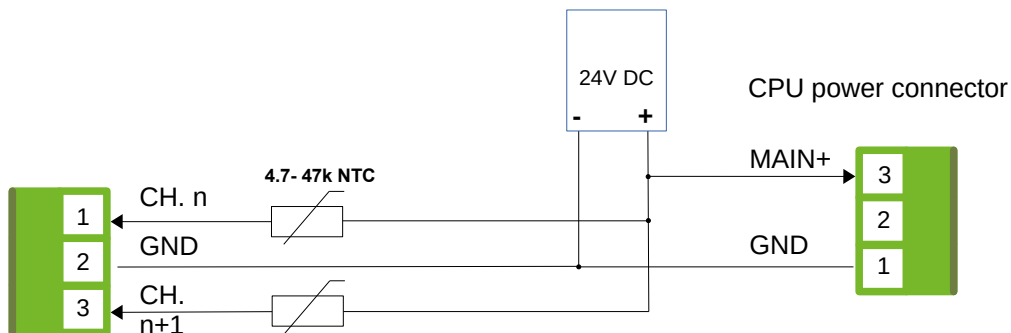 24V DC
- +
CPU power connector
4.7- 47k NTC
MAIN+
3
CH. n
1
2
GND
GND
2
1
CH.
n+1
3